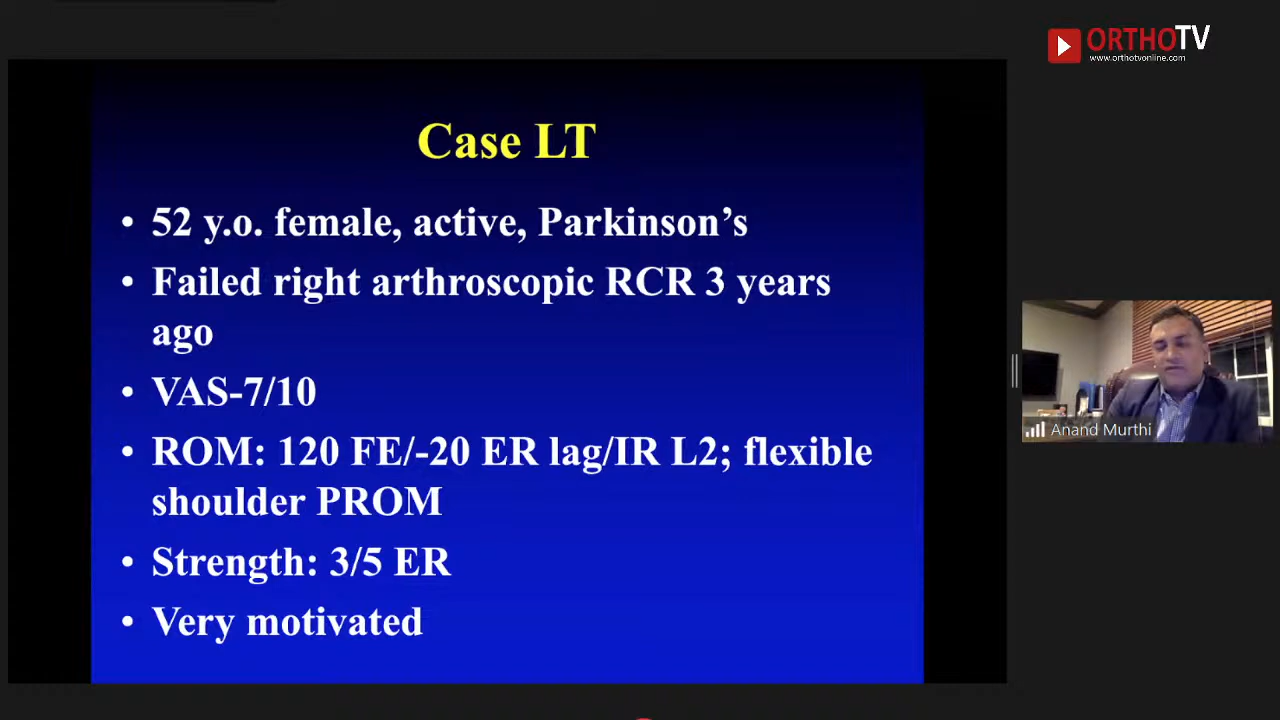 ORTHOTV
www.orthotvonline.com
Case LT
• 52 y.o. female, active, Parkinson’s
• Failed right arthroscopic RCR 3 years
ago
• VAS-7/10
• ROM: 120 FE/-20 ER lag/IR L2; flexible
shoulder PROM
• Strength: 3/5 ER
• Very motivated
Anand Murthi